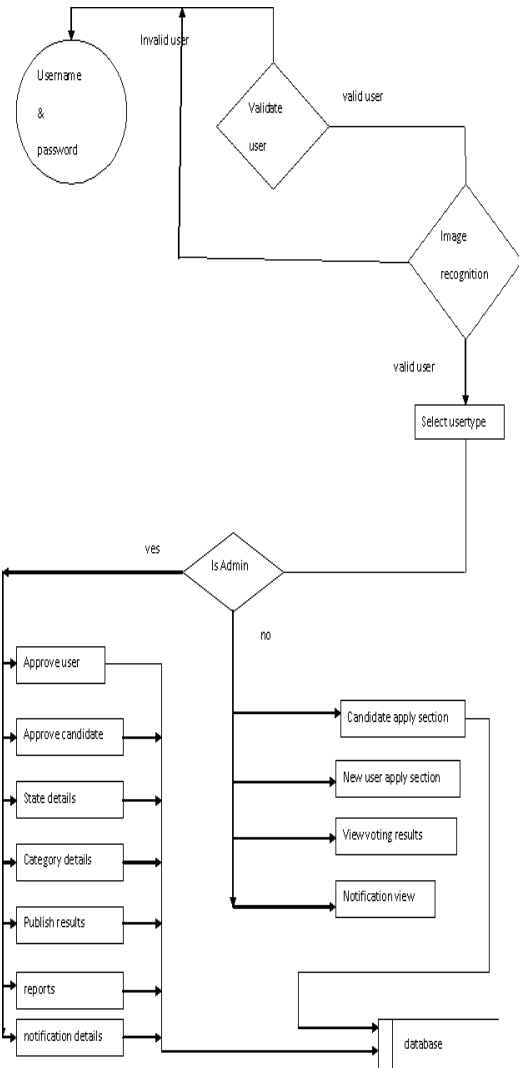 Invalid user
Username
&
password
Validate
user
valid user
Image
recognition
valid user
Select usertype
yes
Is Admin
no
Approve user
Approve candidate
State details
Category details
Publish results
reports
notification details
Candidate apply section
New user apply section
View voting results
Notification view
database